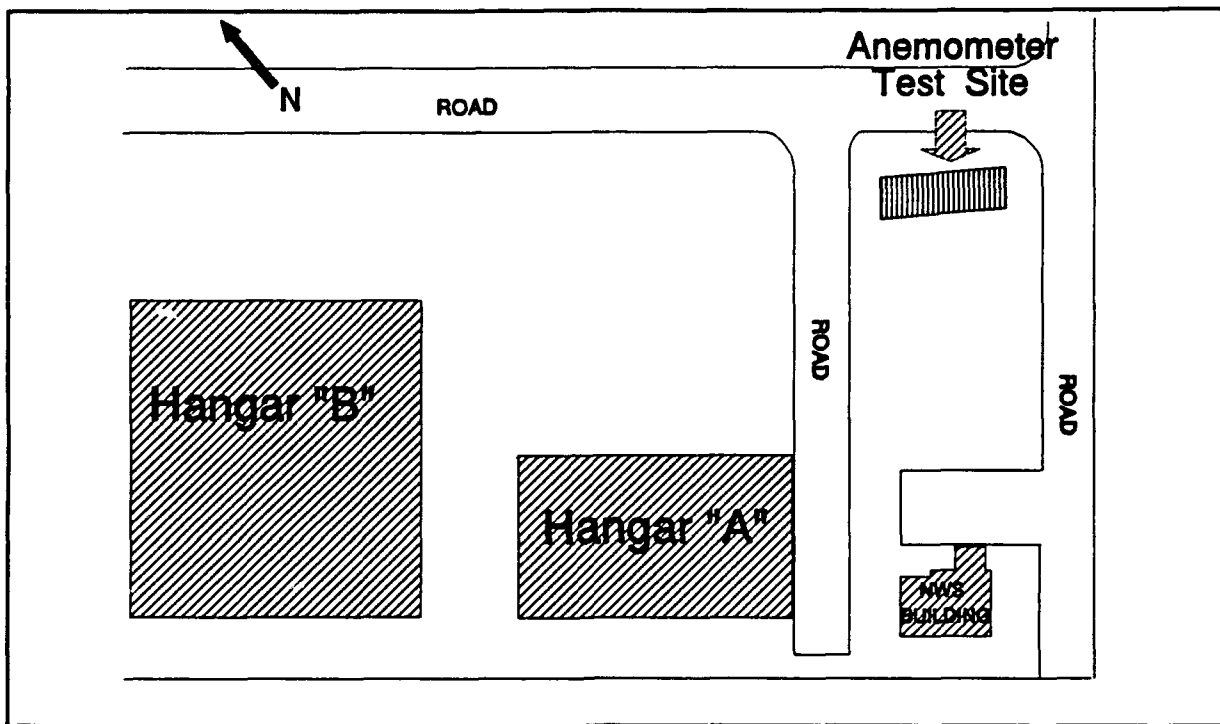 N
ROAD
Anemometer
Test Site
ROAD
ROAD
Hangar "B"
Hangar "A"
NWS
BUILDING